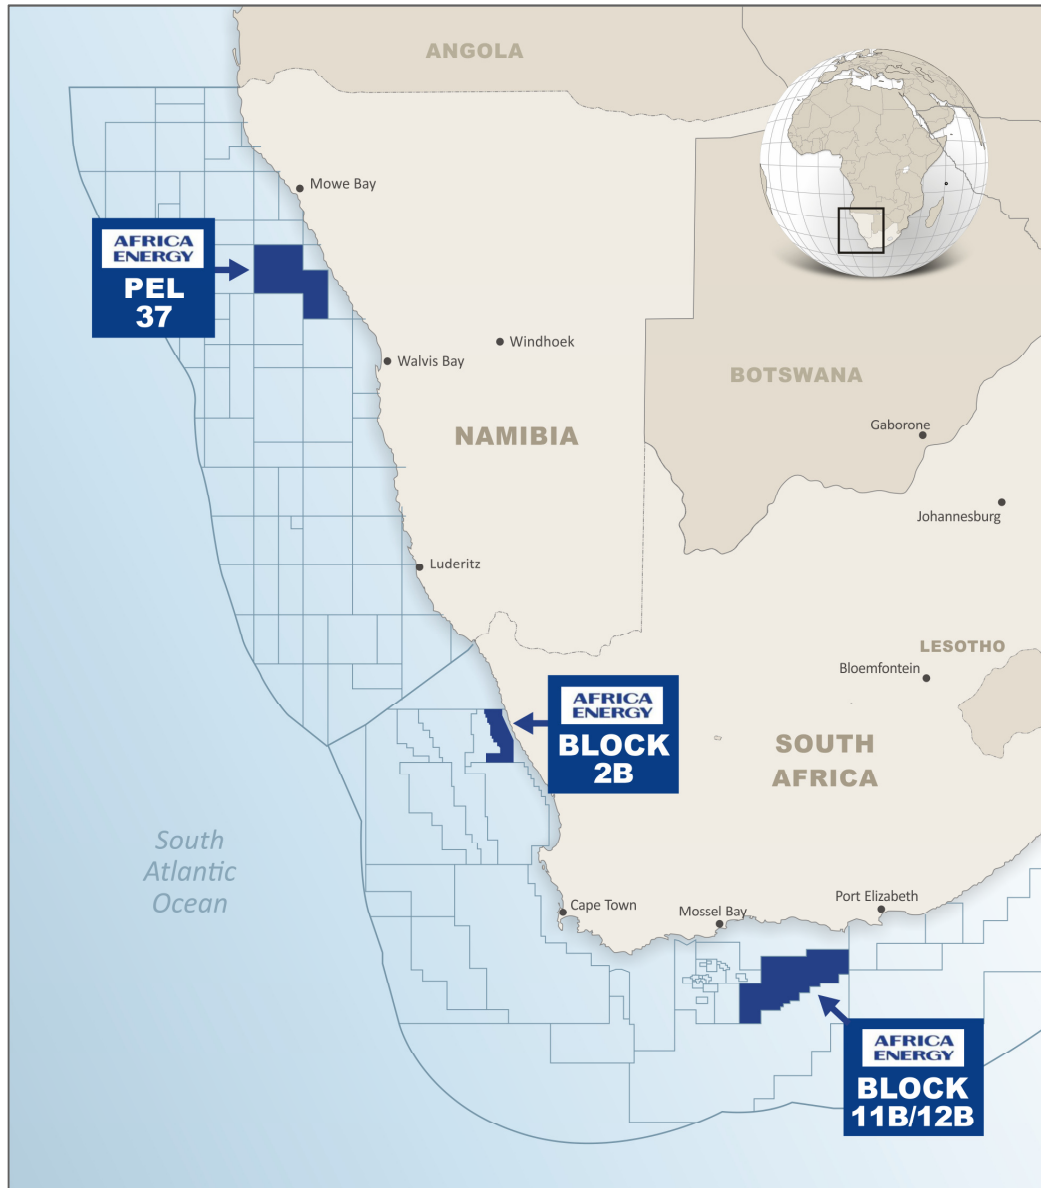 ANGOLA
Mowe Bay
AFRICA
ENERGY
PEL
37
Windhoek
Walvis Bay
BOTSWANA
NAMIBIA
Gaborone
Johannesburg
Luderitz
LESOTHO
Bloemfontein
AFRICA
ENERGY
BLOCK
2B
SOUTH
AFRICA
South
Atlantic
Ocean
Cape Town
Mossel Bay
Port Elizabeth
AFRICA
ENERGY
BLOCK
11B/12B